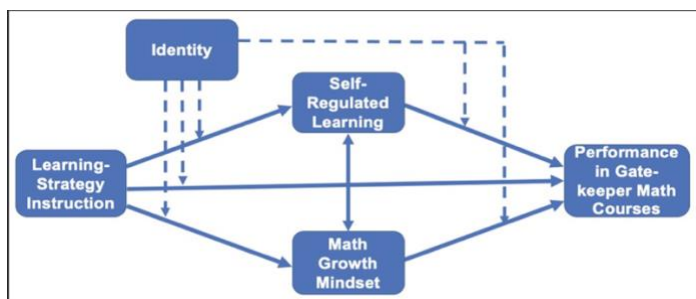 Identity
Self-
Regulated
Learning
Learning-
Strategy
Instruction
Performance
in Gate-
keeper Math
Courses
Math
Growth
Mindset